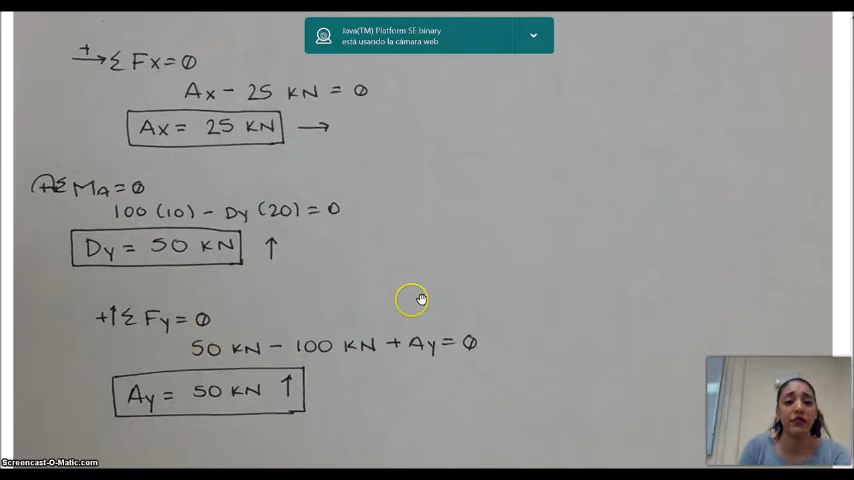 Java(TM) Platform SE binary
está usando la cámara web
+→ Σ Fx = 0
Ax - 25 KN = 0
Ax = 25 KN →
+ Σ MA = 0
100 (10) - Dy (20) = 0
Dy = 50 KN ↑
+↑ Σ Fy = 0
50 KN - 100 KN + Ay = 0
Ay = 50 KN ↑
Screencast-O-Matic.com